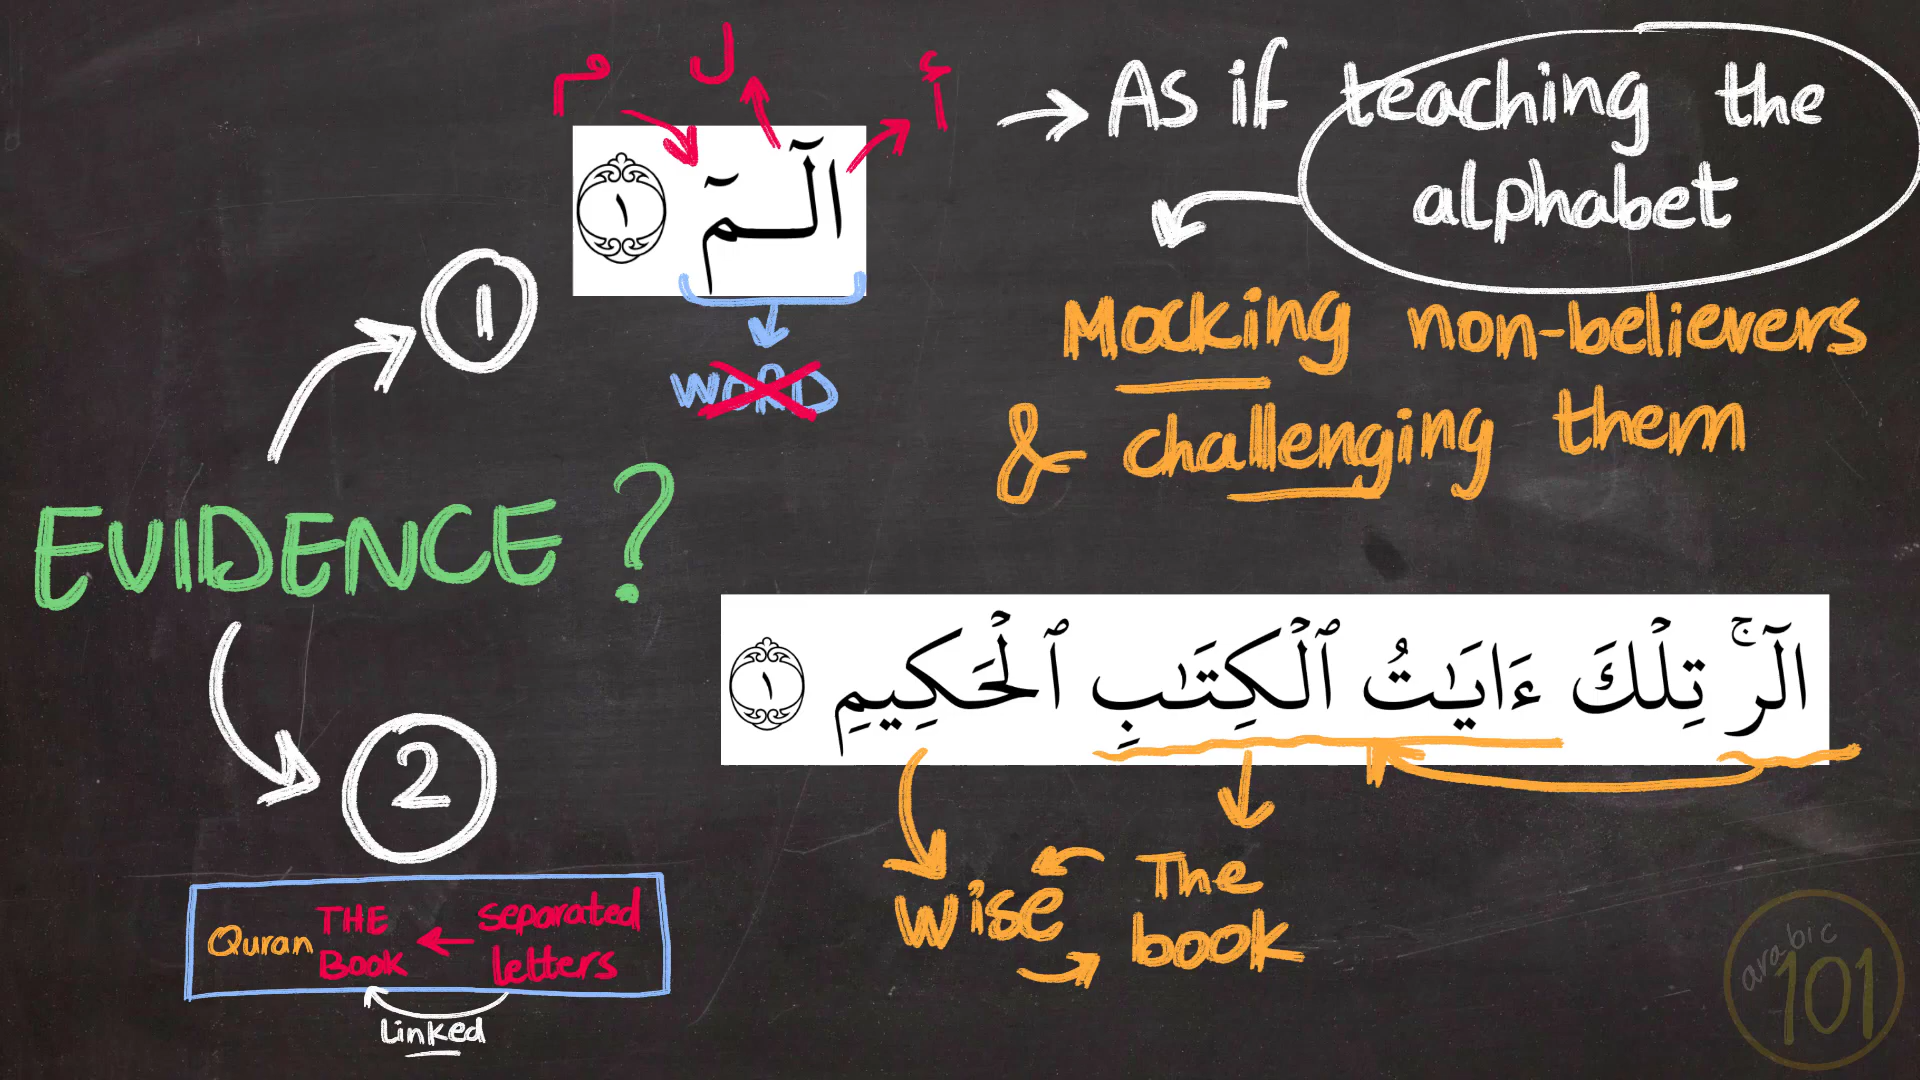 م ل أ
الٓمٓ ١
WORD
1
As if teaching the
alphabet
Mocking non-believers
& challenging them
EVIDENCE ?
الٓرۚ تِلْكَ ءَايَـٰتُ ٱلْكِتَـٰبِ ٱلْحَكِيمِ ١
2
wise The
book
Quran THE Book separated
letters
Linked
arabic
101